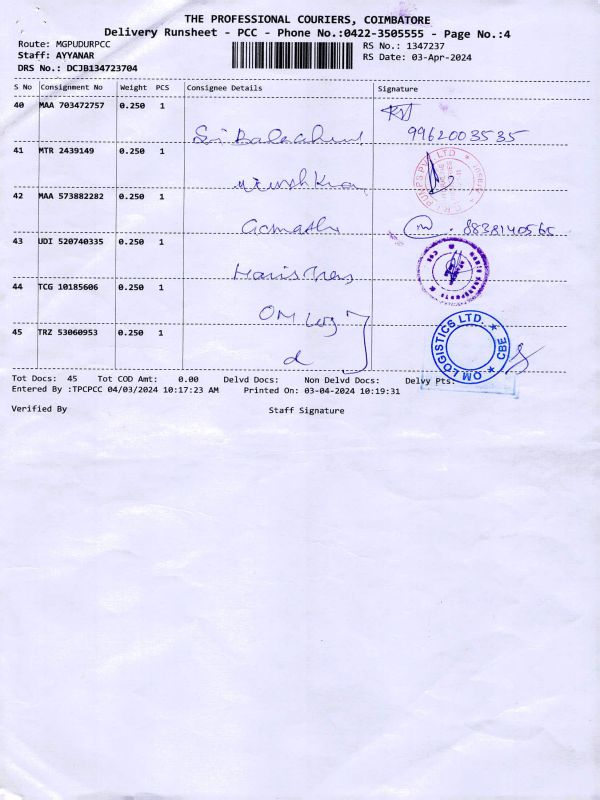 THE PROFESSIONAL COURIERS, COIMBATORE
Delivery Runsheet - PCC - Phone No.:0422-3505555 - Page No.:4
Route: MGPUDURPCC
RS No.: 1347237
Staff: AYYANAR
RS Date: 03-Apr-2024
DRS No.: DCJB134723704
S No Consignment No Weight PCS Consignee Details Signature
40 MAA 703472757 0.250 1
9962003535
41 MTR 2439149 0.250 1
PUMPS PVT LTD
42 MAA 573882282 0.250 1
Gomathi 8838140565
43 UDI 520740335 0.250 1
44 TCG 10185606 0.250 1
OM Log
45 TRZ 53060953 0.250 1
OM LOGISTICS LTD. ★ CBE ★
d
Tot Docs: 45 Tot COD Amt: 0.00 Delvd Docs: Non Delvd Docs: Delvy Pts:
Entered By :TPCPCC 04/03/2024 10:17:23 AM Printed On: 03-04-2024 10:19:31
Verified By Staff Signature